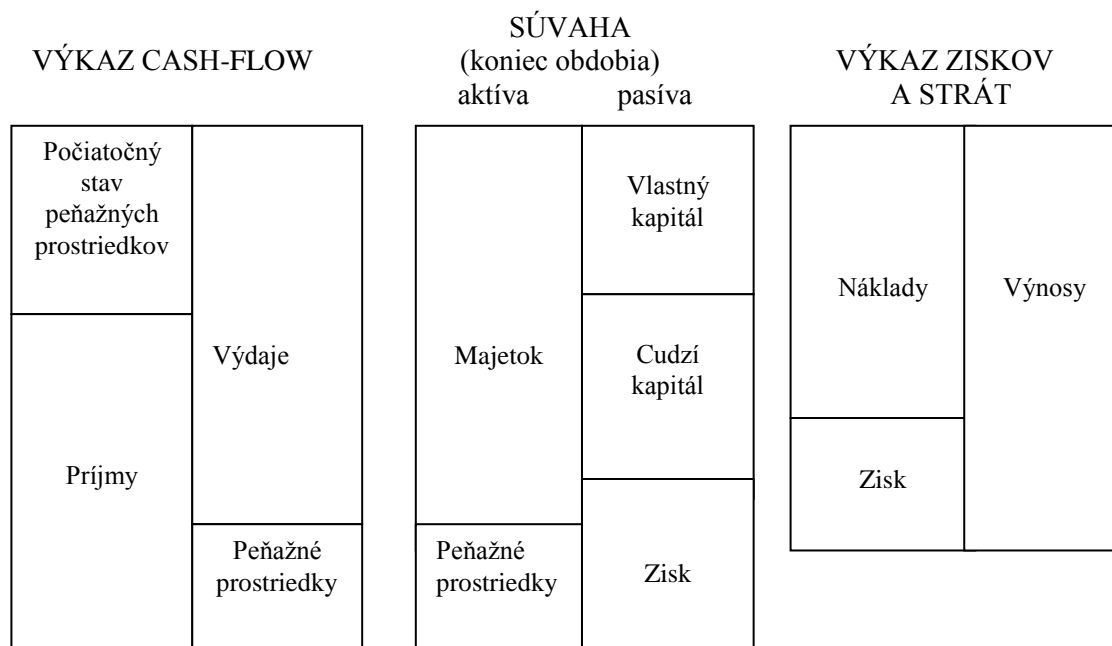 VÝKAZ CASH-FLOW
SÚVAHA
(koniec obdobia)
aktíva pasíva
VÝKAZ ZISKOV
A STRÁT
Počiatočný
stav
peňažných
prostriedkov
Príjmy
Výdaje
Peňažné
prostriedky
Majetok
Peňažné
prostriedky
Vlastný
kapitál
Cudzí
kapitál
Zisk
Náklady
Zisk
Výnosy